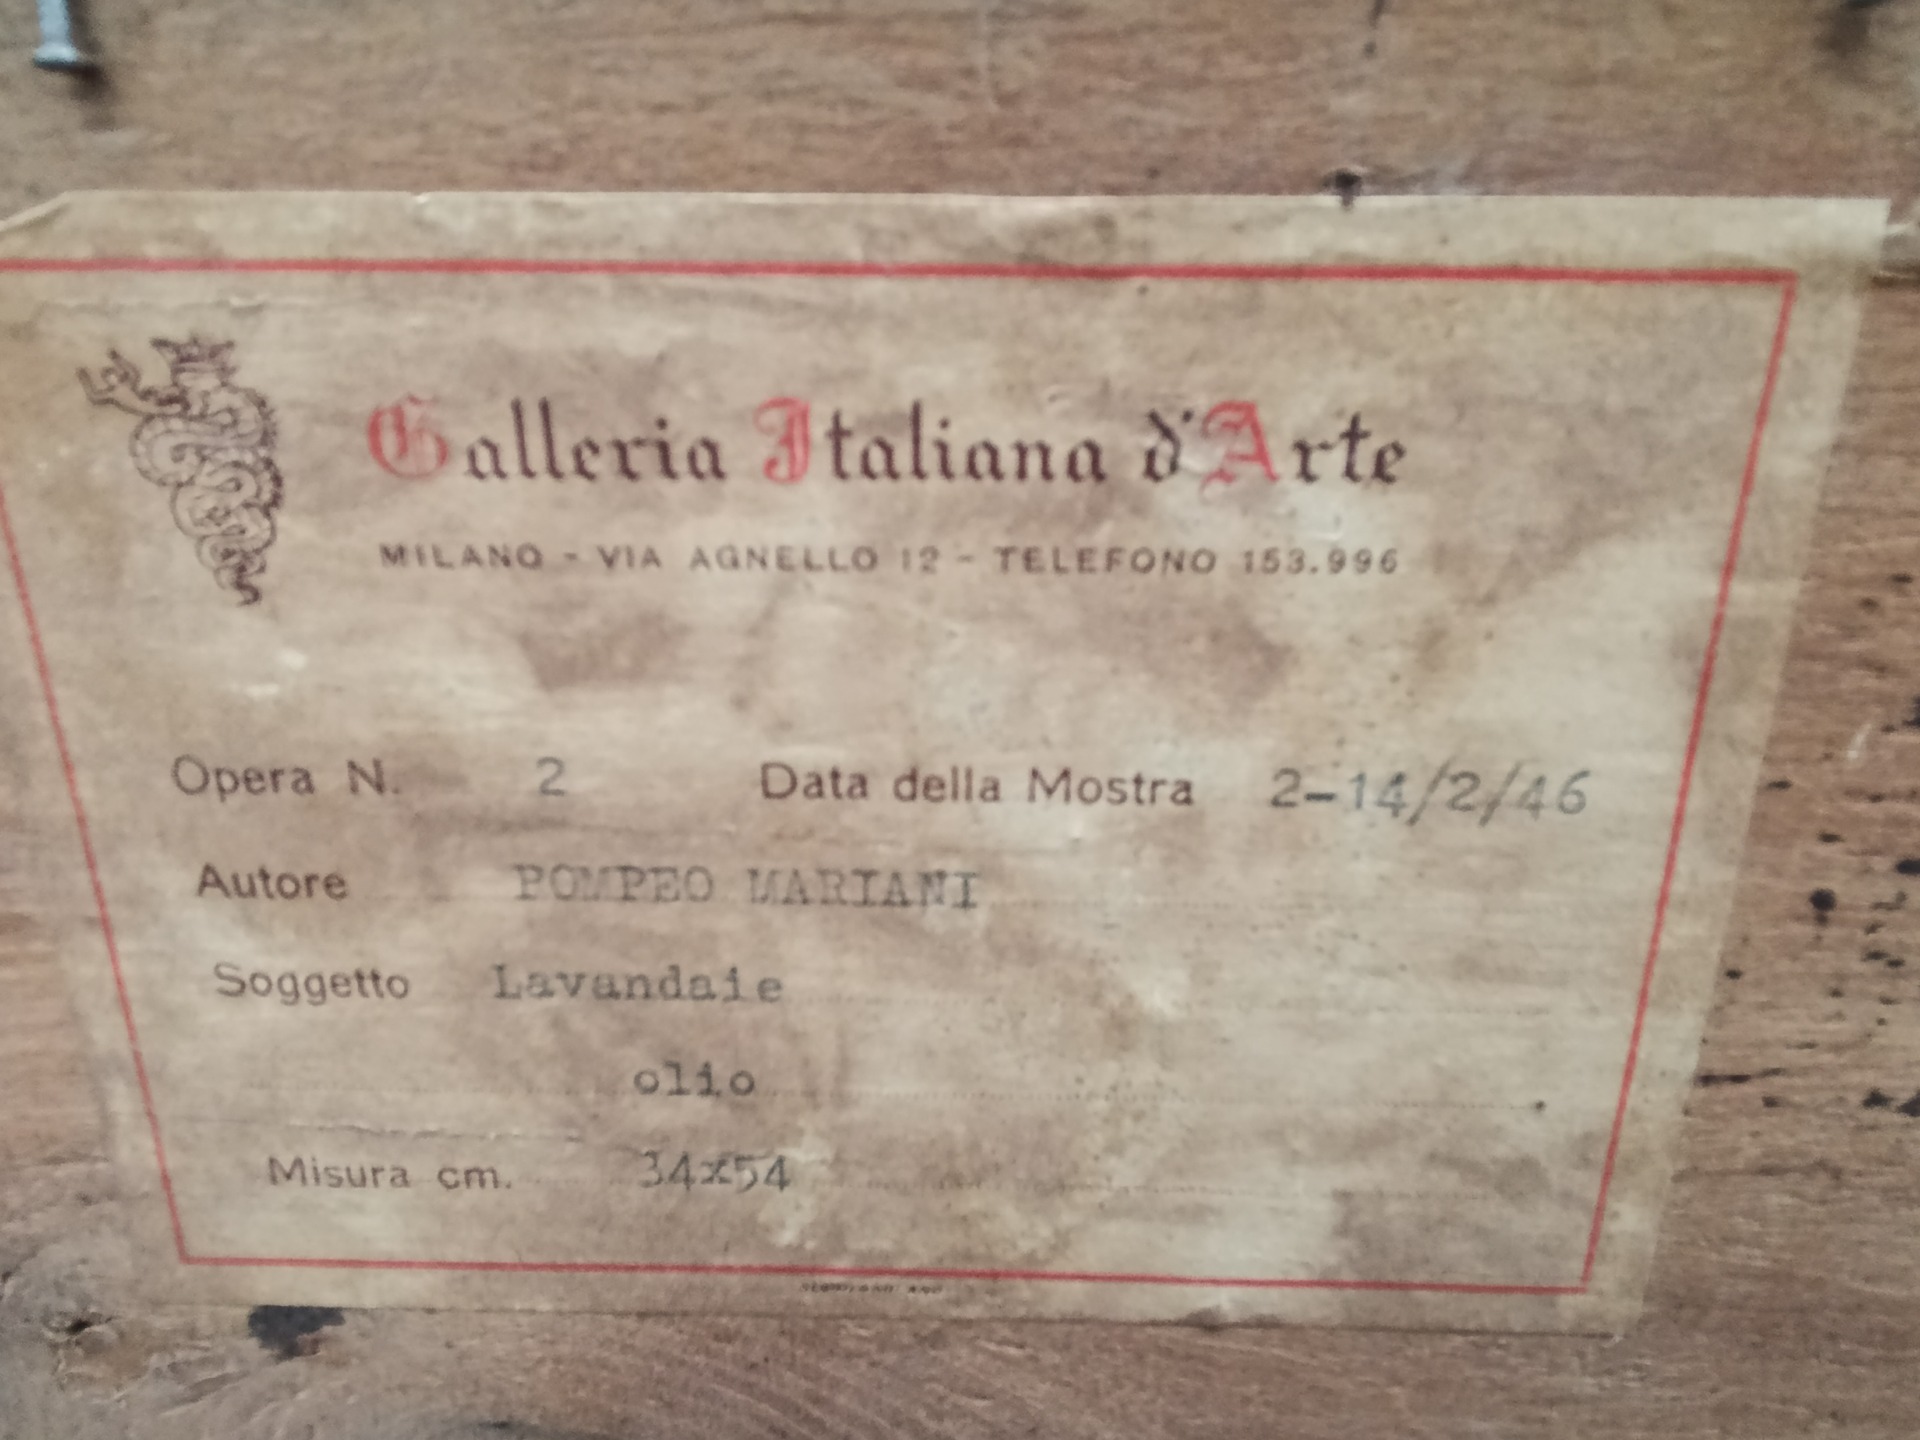 Galleria Italiana d'Arte
MILANO - VIA AGNELLO 12 - TELEFONO 153.996
Opera N. 2 Data della Mostra 2-14/2/46
Autore POMPEO MARIANI
Soggetto Lavandaie
olio
Misura cm. 34x54